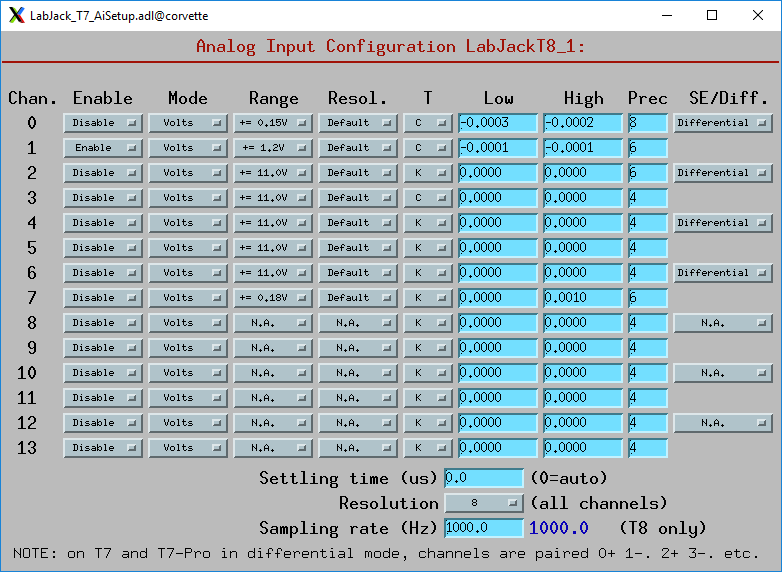 LabJack_T7_AiSetup.adl@corvette
Analog Input Configuration LabJackT8_1:
Chan. Enable Mode Range Resol. T Low High Prec SE/Diff.
0 Disable Volts += 0.15V Default C -0.0003 -0.0002 8 Differential
1 Enable Volts += 1.2V Default C -0.0001 -0.0001 6
2 Disable Volts += 11.0V Default K 0.0000 0.0000 6 Differential
3 Disable Volts += 11.0V Default C 0.0000 0.0000 4
4 Disable Volts += 11.0V Default K 0.0000 0.0000 4 Differential
5 Disable Volts += 11.0V Default K 0.0000 0.0000 4
6 Disable Volts += 11.0V Default K 0.0000 0.0000 4 Differential
7 Disable Volts += 0.18V Default K 0.0000 0.0010 6
8 Disable Volts N.A. N.A. K 0.0000 0.0000 4 N.A.
9 Disable Volts N.A. N.A. K 0.0000 0.0000 4
10 Disable Volts N.A. N.A. K 0.0000 0.0000 4 N.A.
11 Disable Volts N.A. N.A. K 0.0000 0.0000 4
12 Disable Volts N.A. N.A. K 0.0000 0.0000 4 N.A.
13 Disable Volts N.A. N.A. K 0.0000 0.0000 4
Settling time (us) 0.0 (0=auto)
Resolution 8 (all channels)
Sampling rate (Hz) 1000.0 1000.0 (T8 only)
NOTE: on T7 and T7-Pro in differential mode, channels are paired 0+ 1-. 2+ 3-. etc.